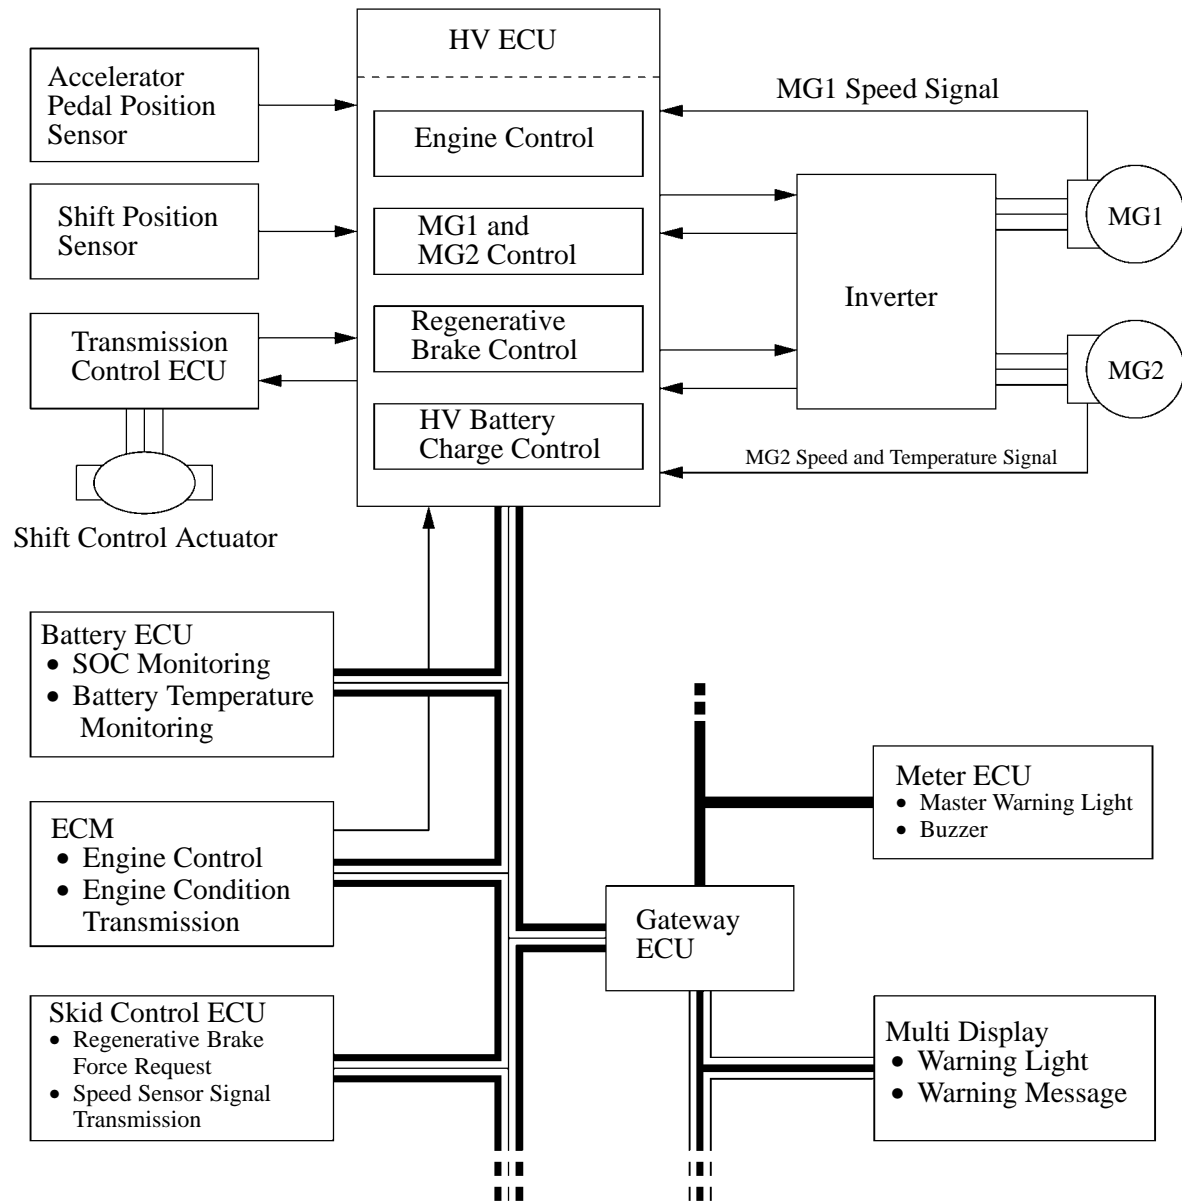 HV ECU
Accelerator
Pedal Position
Sensor
MG1 Speed Signal
Engine Control
Shift Position
Sensor
MG1 and
MG2 Control
MG1
Inverter
Transmission
Control ECU
Regenerative
Brake Control
MG2
HV Battery
Charge Control
MG2 Speed and Temperature Signal
Shift Control Actuator
Battery ECU
• SOC Monitoring
• Battery Temperature
Monitoring
Meter ECU
• Master Warning Light
• Buzzer
ECM
• Engine Control
• Engine Condition
Transmission
Gateway
ECU
Skid Control ECU
• Regenerative Brake
Force Request
• Speed Sensor Signal
Transmission
Multi Display
• Warning Light
• Warning Message